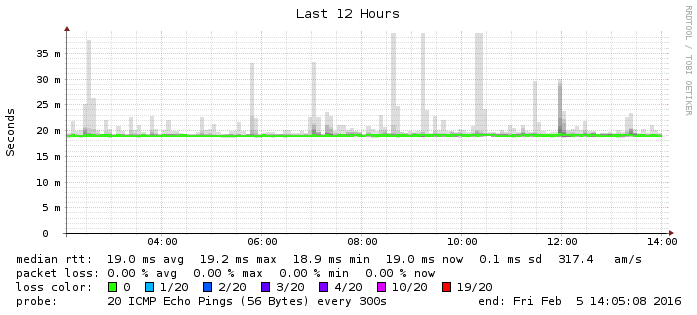 Last 12 Hours
RRDTOOL / TOBI OETIKER
Seconds
35 m
30 m
25 m
20 m
15 m
10 m
5 m
0
04:00 06:00 08:00 10:00 12:00 14:00
median rtt: 19.0 ms avg 19.2 ms max 18.9 ms min 19.0 ms now 0.1 ms sd 317.4 am/s
packet loss: 0.00 % avg 0.00 % max 0.00 % min 0.00 % now
loss color: 0 1/20 2/20 3/20 4/20 10/20 19/20
probe: 20 ICMP Echo Pings (56 Bytes) every 300s end: Fri Feb 5 14:05:08 2016